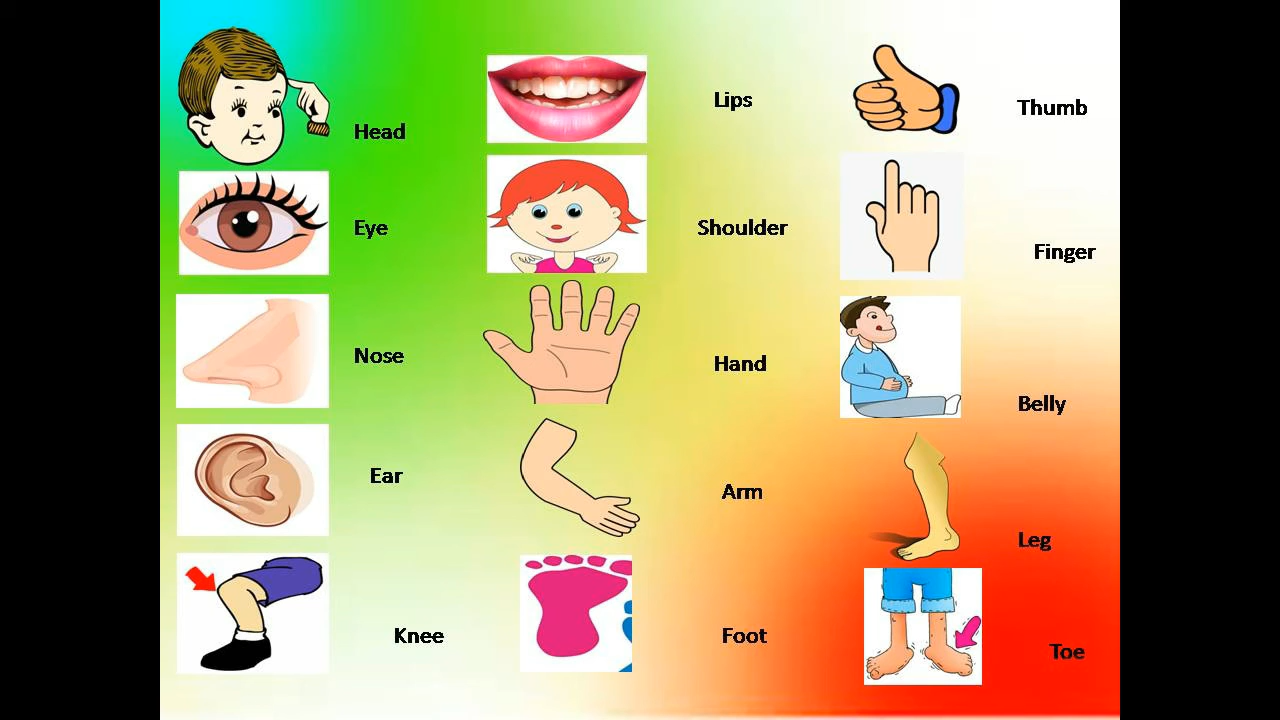 Head
Lips
Thumb
Eye
Shoulder
Finger
Nose
Hand
Belly
Ear
Arm
Leg
Knee
Foot
Toe